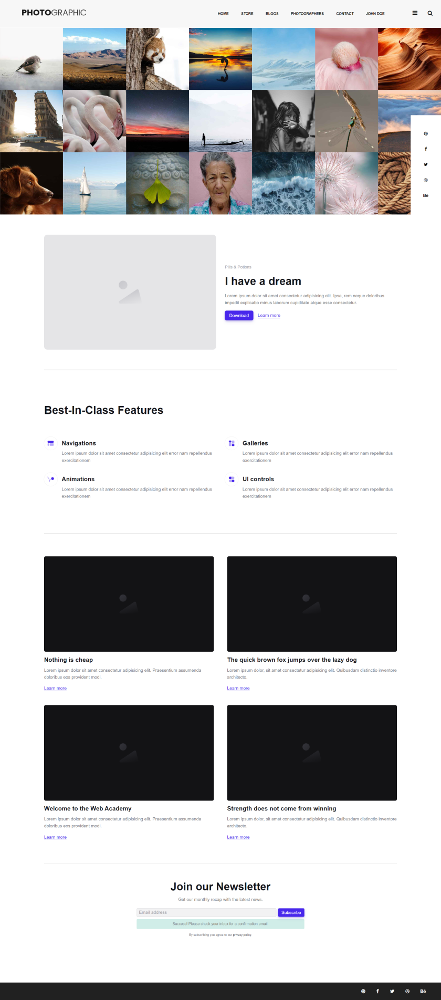 PHOTOGRAPHIC
HOME STORE BLOGS PHOTOGRAPHERS CONTACT JOHN DOE
Bē
Pills & Potions
I have a dream
Lorem ipsum dolor sit amet consectetur adipisicing elit. Ipsa, rem neque doloribus
impedit explicabo minus laborum cupiditate atque esse consectetur.
Download Learn more
Best-In-Class Features
Navigations
Lorem ipsum dolor sit amet consectetur adipisicing elit error nam repellendus
exercitationem
Galleries
Lorem ipsum dolor sit amet consectetur adipisicing elit error nam repellendus
exercitationem
Animations
Lorem ipsum dolor sit amet consectetur adipisicing elit error nam repellendus
exercitationem
UI controls
Lorem ipsum dolor sit amet consectetur adipisicing elit error nam repellendus
exercitationem
Nothing is cheap
Lorem ipsum dolor sit amet consectetur adipisicing elit. Praesentium assumenda
doloribus eos provident modi.
Learn more
The quick brown fox jumps over the lazy dog
Lorem ipsum dolor, sit amet consectetur adipisicing elit. Quibusdam distinctio inventore
architecto.
Learn more
Welcome to the Web Academy
Lorem ipsum dolor sit amet consectetur adipisicing elit. Praesentium assumenda
doloribus eos provident modi.
Learn more
Strength does not come from winning
Lorem ipsum dolor, sit amet consectetur adipisicing elit. Quibusdam distinctio inventore
architecto.
Learn more
Join our Newsletter
Get our monthly recap with the latest news.
Email address Subscribe
Success! Please check your inbox for a confirmation email.
By subscribing you agree to our privacy policy.
Bē